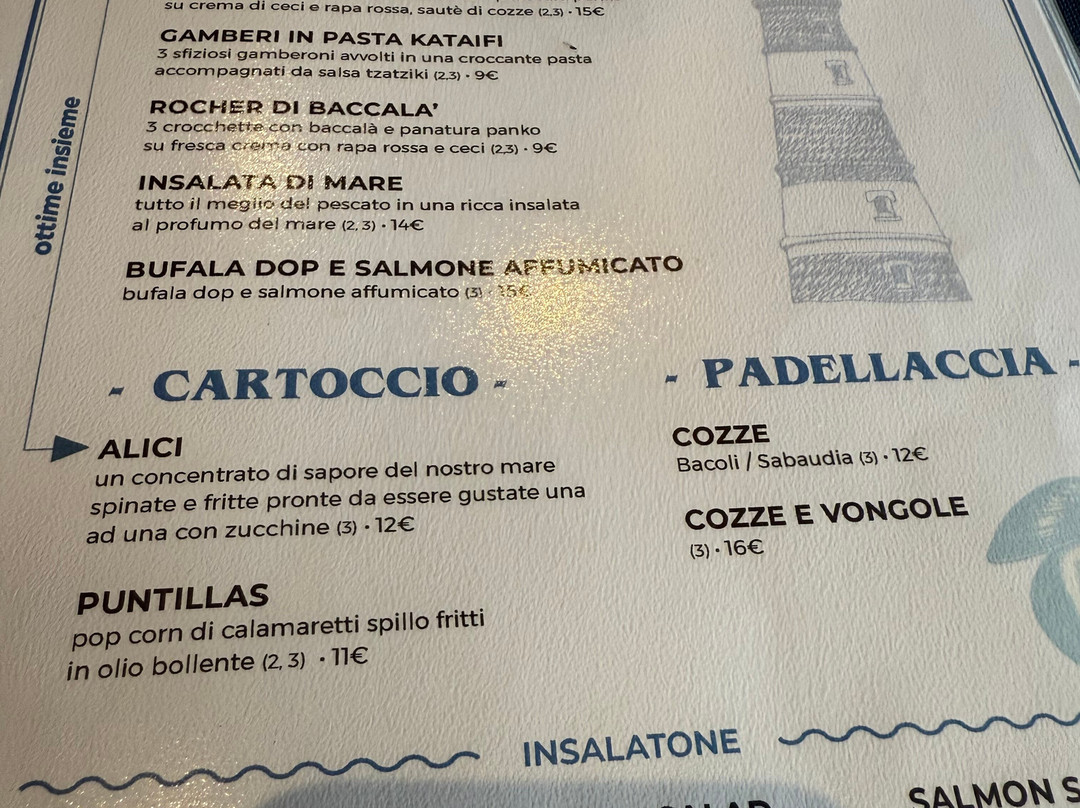 su crema di ceci e rapa rossa, sautè di cozze (2,3) • 15€
GAMBERI IN PASTA KATAIFI
3 sfiziosi gamberoni avvolti in una croccante pasta
accompagnati da salsa tzatziki (2,3) • 9€
ROCHER DI BACCALA'
3 crocchette con baccalà e panatura panko
su fresca crema con rapa rossa e ceci (2,3) • 9€
INSALATA DI MARE
tutto il meglio del pescato in una ricca insalata
al profumo del mare (2, 3) • 14€
BUFALA DOP E SALMONE AFFUMICATO
bufala dop e salmone affumicato (3) • 15€
ottime insieme
- CARTOCCIO -
ALICI
un concentrato di sapore del nostro mare
spinate e fritte pronte da essere gustate una
ad una con zucchine (3) • 12€
PUNTILLAS
pop corn di calamaretti spillo fritti
in olio bollente (2, 3) • 11€
- PADELLACCIA -
COZZE
Bacoli / Sabaudia (3) • 12€
COZZE E VONGOLE
(3) • 16€
INSALATONE
SALMON